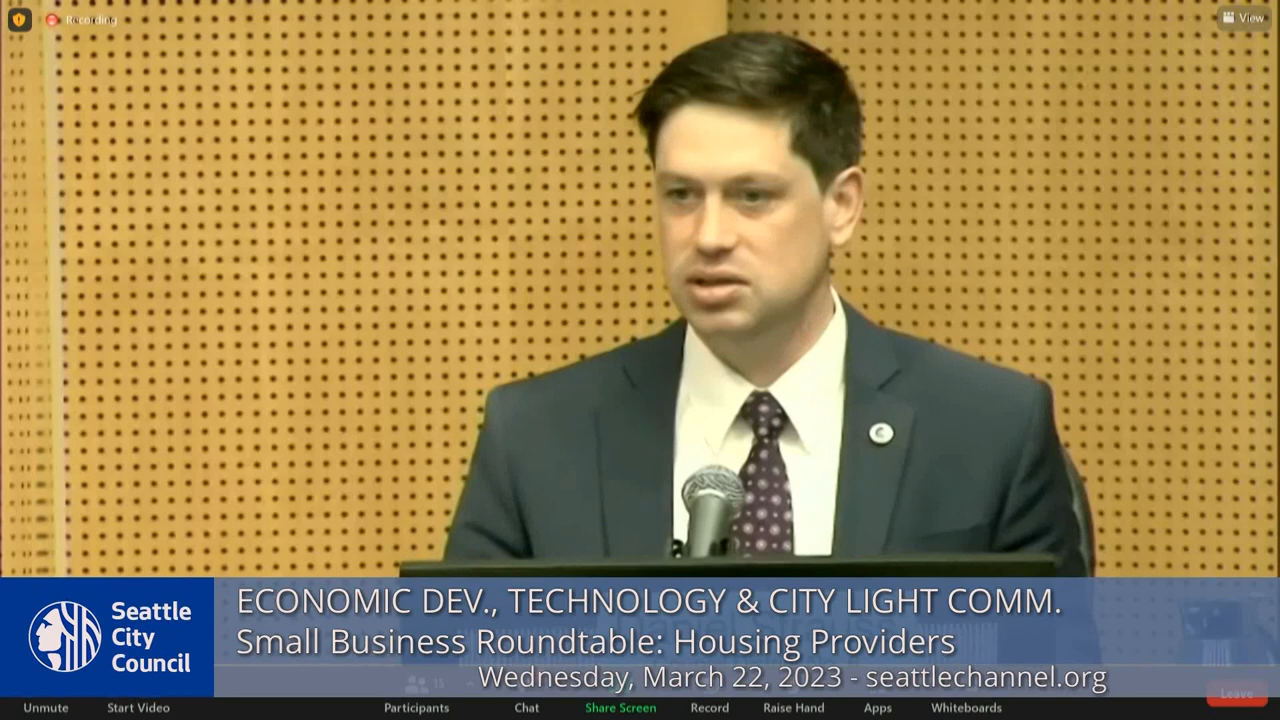 Recording
View
ECONOMIC DEV., TECHNOLOGY & CITY LIGHT COMM.
Small Business Roundtable: Housing Providers
Wednesday, March 22, 2023 - seattlechannel.org
Seattle
City
Council
15
Leave
Unmute
Start Video
Participants
Chat
Share Screen
Record
Raise Hand
Apps
Whiteboards